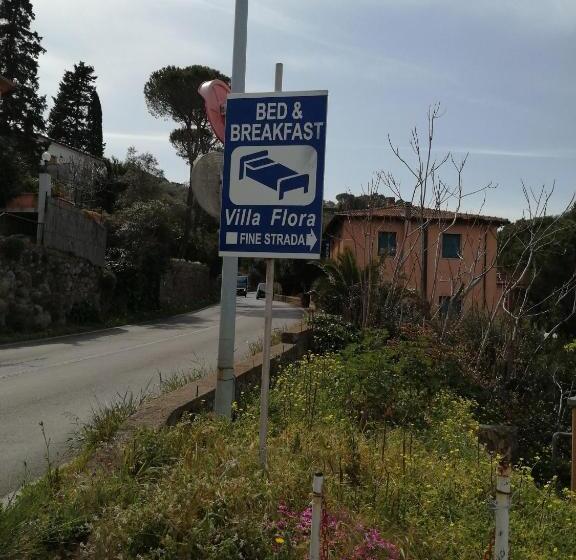 BED &
BREAKFAST
Villa Flora
FINE STRADA